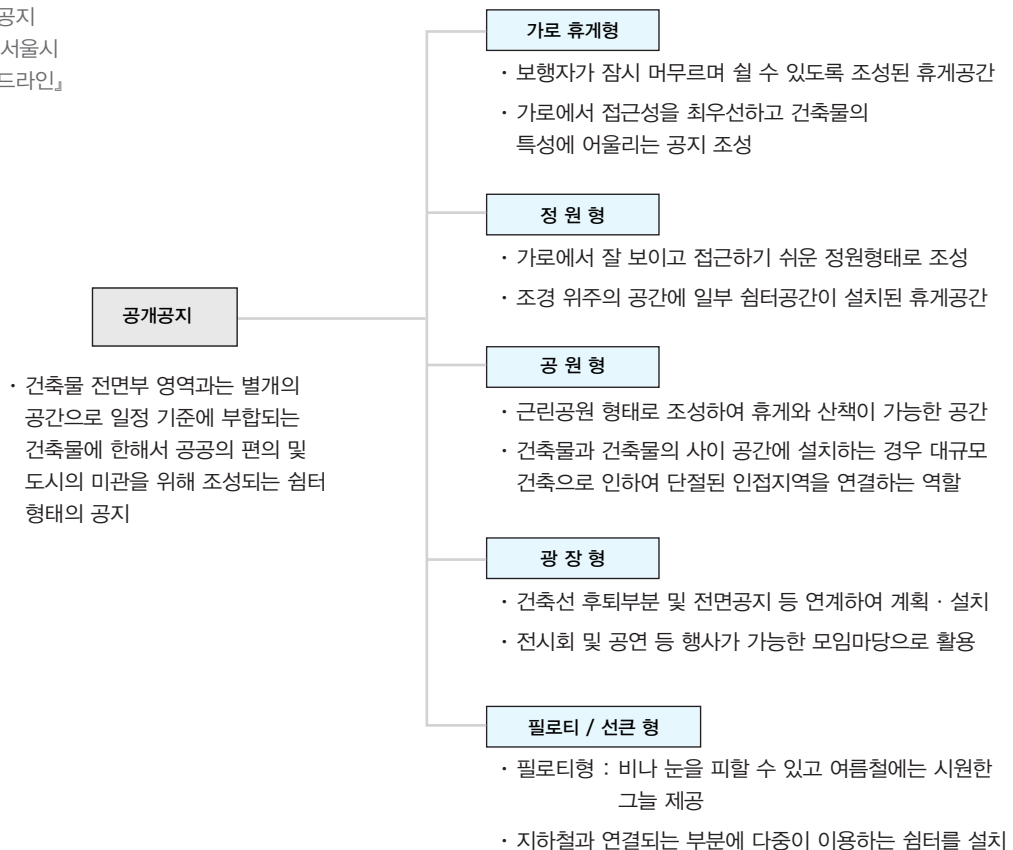 공지
서울시
드라인』
가로 휴게형
· 보행자가 잠시 머무르며 쉴 수 있도록 조성된 휴게공간
· 가로에서 접근성을 최우선하고 건축물의
특성에 어울리는 공지 조성
정 원 형
· 가로에서 잘 보이고 접근하기 쉬운 정원형태로 조성
· 조경 위주의 공간에 일부 쉼터공간이 설치된 휴게공간
공개공지
· 건축물 전면부 영역과는 별개의
공간으로 일정 기준에 부합되는
건축물에 한해서 공공의 편의 및
도시의 미관을 위해 조성되는 쉼터
형태의 공지
공 원 형
· 근린공원 형태로 조성하여 휴게와 산책이 가능한 공간
· 건축물과 건축물의 사이 공간에 설치하는 경우 대규모
건축으로 인하여 단절된 인접지역을 연결하는 역할
광 장 형
· 건축선 후퇴부분 및 전면공지 등 연계하여 계획 · 설치
· 전시회 및 공연 등 행사가 가능한 모임마당으로 활용
필로티 / 선큰 형
· 필로티형 : 비나 눈을 피할 수 있고 여름철에는 시원한
그늘 제공
· 지하철과 연결되는 부분에 다중이 이용하는 쉼터를 설치